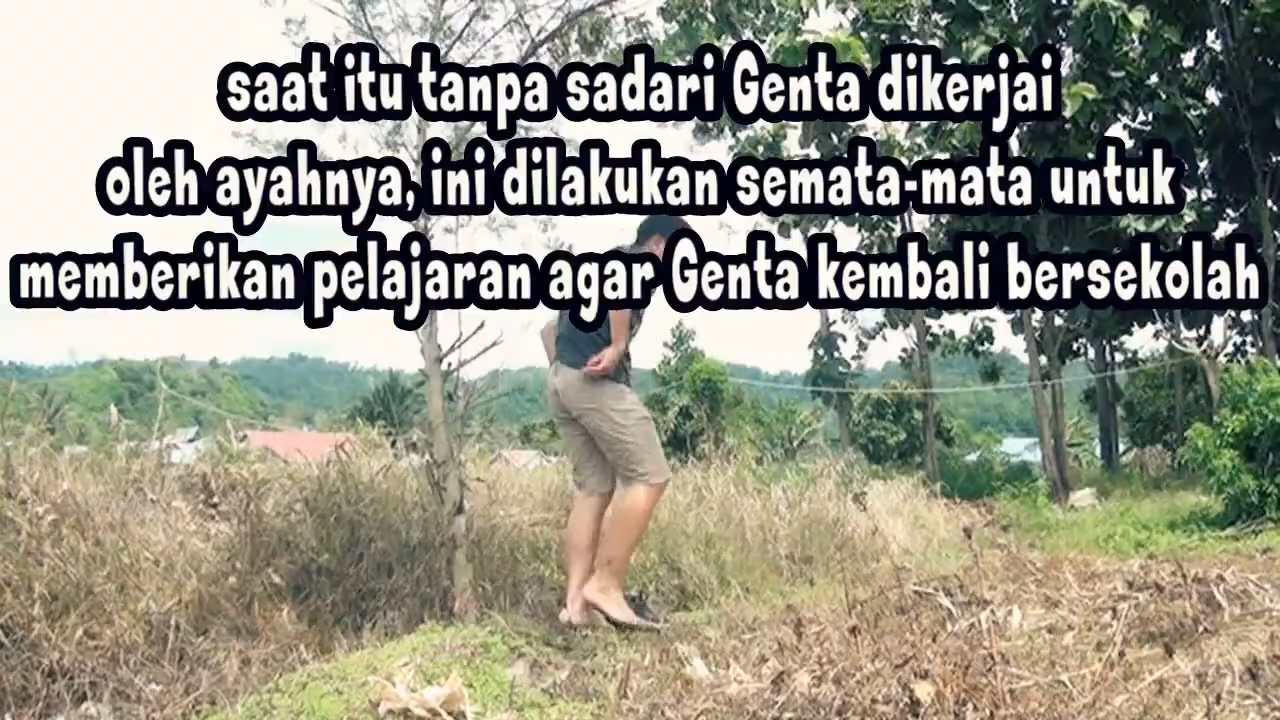 saat itu tanpa sadari Genta dikerjai
oleh ayahnya, ini dilakukan semata-mata untuk
memberikan pelajaran agar Genta kembali bersekolah